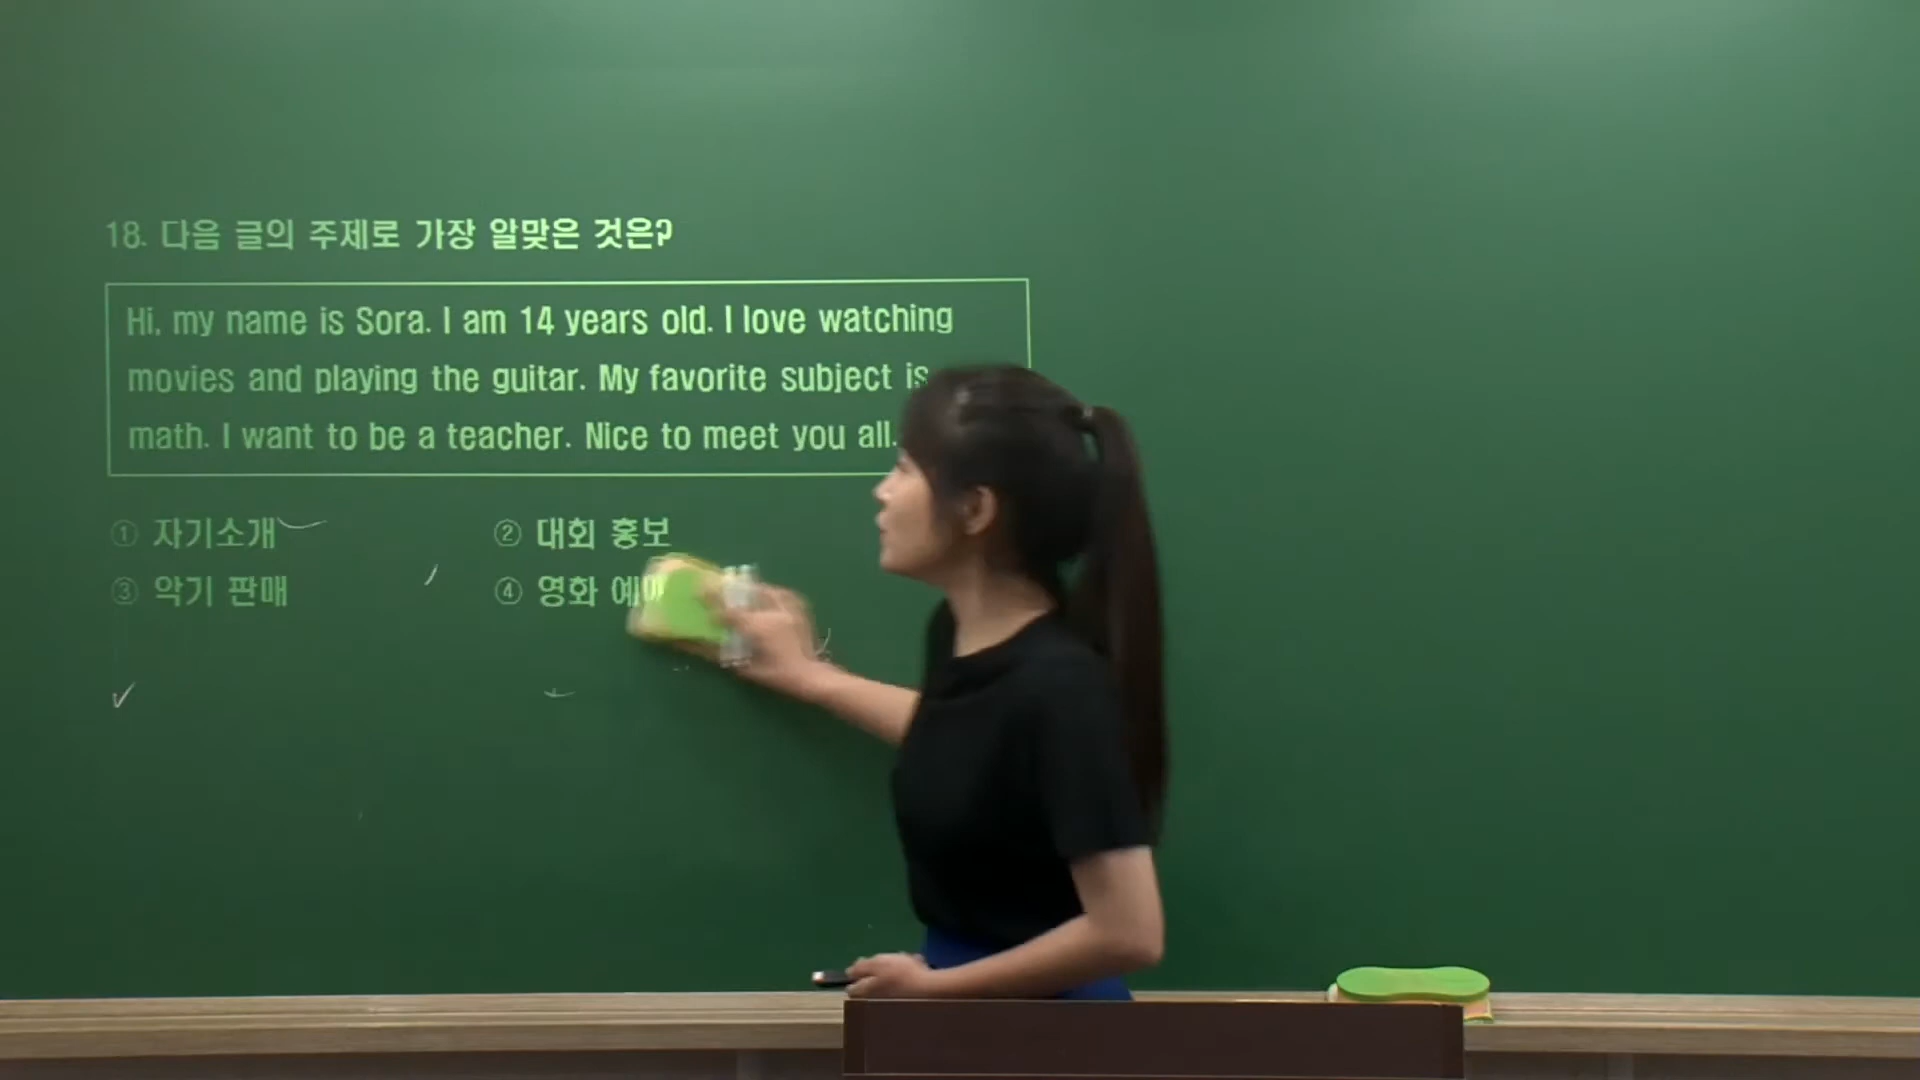 18. 다음 글의 주제로 가장 알맞은 것은?
Hi, my name is Sora. I am 14 years old. I love watching
movies and playing the guitar. My favorite subject is
math. I want to be a teacher. Nice to meet you all.
① 자기소개 ② 대회 홍보
③ 악기 판매 ④ 영화